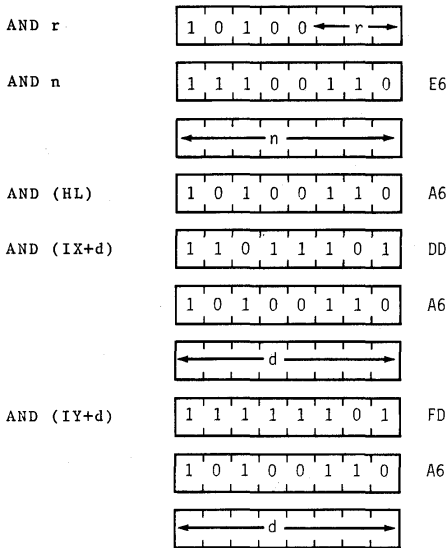 AND r 1 0 1 0 0 r
AND n 1 1 1 0 0 1 1 0 E6
n
AND (HL) 1 0 1 0 0 1 1 0 A6
AND (IX+d) 1 1 0 1 1 1 0 1 DD
1 0 1 0 0 1 1 0 A6
d
AND (IY+d) 1 1 1 1 1 1 0 1 FD
1 0 1 0 0 1 1 0 A6
d